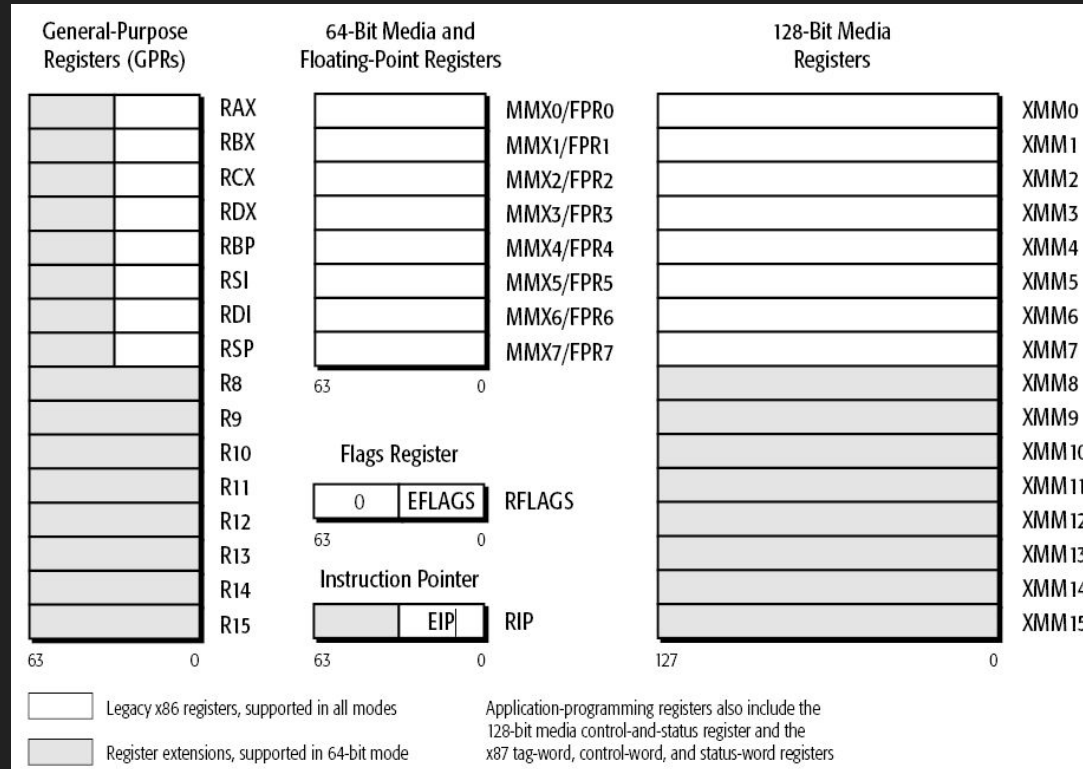 General-Purpose
Registers (GPRs)
RAX
RBX
RCX
RDX
RBP
RSI
RDI
RSP
R8
R9
R10
R11
R12
R13
R14
R15
63 0
64-Bit Media and
Floating-Point Registers
MMX0/FPR0
MMX1/FPR1
MMX2/FPR2
MMX3/FPR3
MMX4/FPR4
MMX5/FPR5
MMX6/FPR6
MMX7/FPR7
63 0
Flags Register
0 EFLAGS RFLAGS
63 0
Instruction Pointer
EIP RIP
63 0
128-Bit Media
Registers
XMM0
XMM1
XMM2
XMM3
XMM4
XMM5
XMM6
XMM7
XMM8
XMM9
XMM10
XMM11
XMM12
XMM13
XMM14
XMM15
127 0
Legacy x86 registers, supported in all modes
Register extensions, supported in 64-bit mode
Application-programming registers also include the
128-bit media control-and-status register and the
x87 tag-word, control-word, and status-word registers